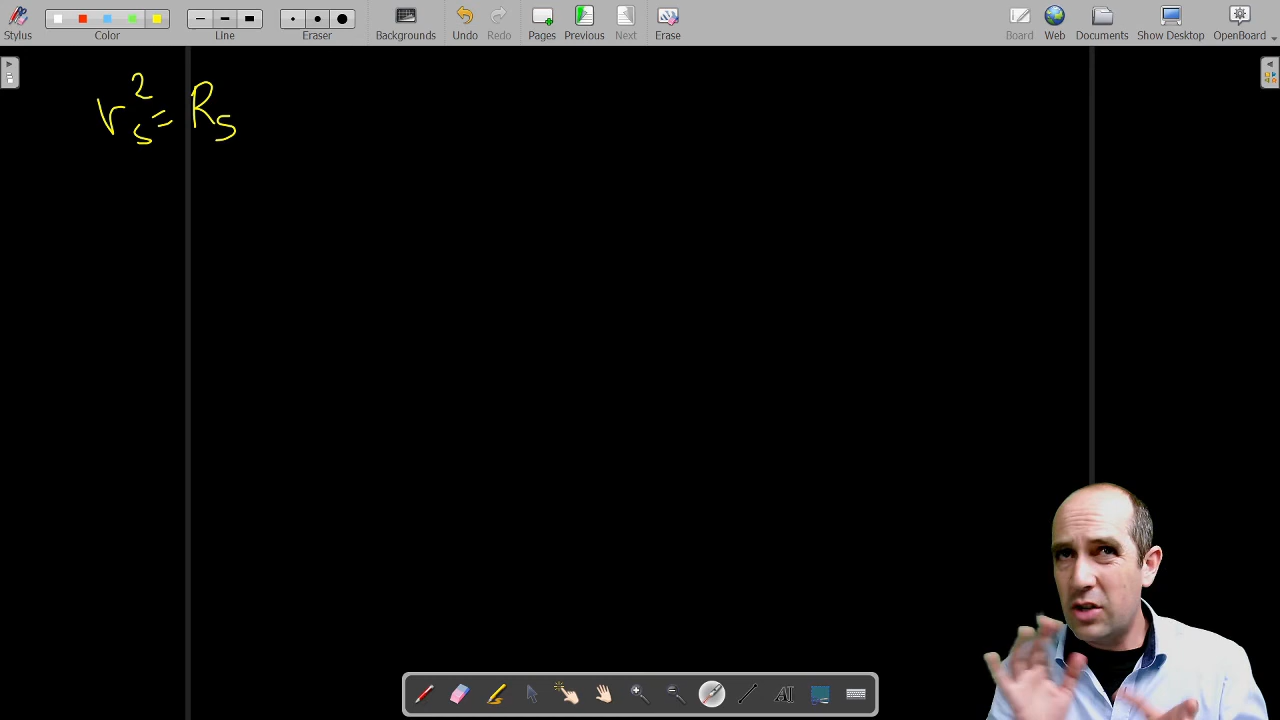 Stylus Color Line Eraser Backgrounds Undo Redo Pages Previous Next Erase Board Web Documents Show Desktop OpenBoard
r_s^2 = R_s
AI